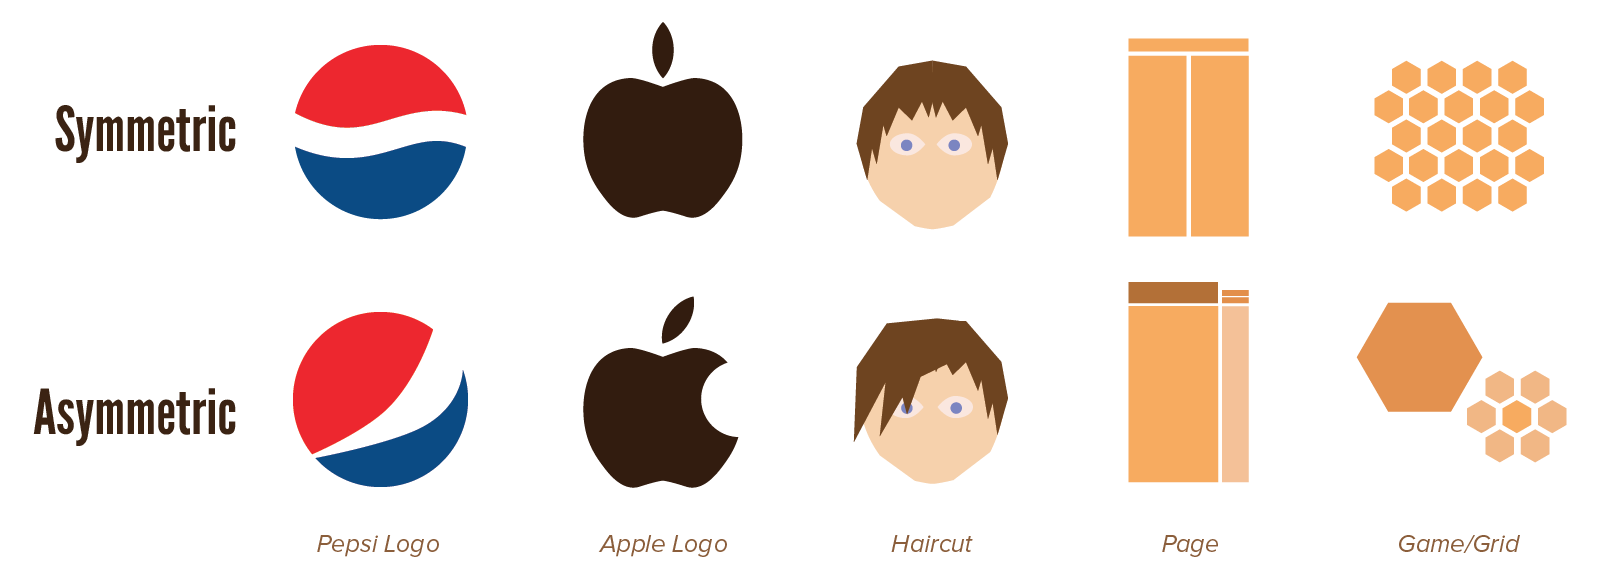 Symmetric
Asymmetric
Pepsi Logo
Apple Logo
Haircut
Page
Game/Grid